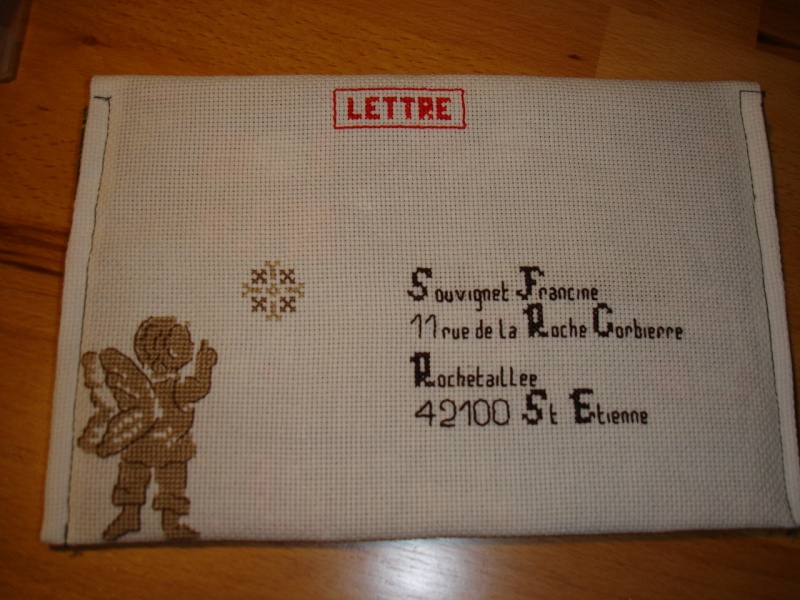 LETTRE
Souvignet Francine
11 rue de la Roche Corbierre
Rochetaillee
42100 St Etienne